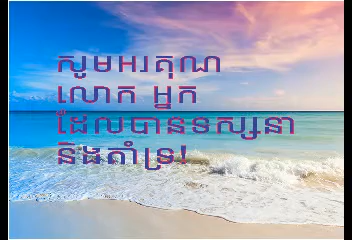 សូមអរគុណ
លោក អ្នក
ដែលបានទស្សនា
និងគាំទ្រ!